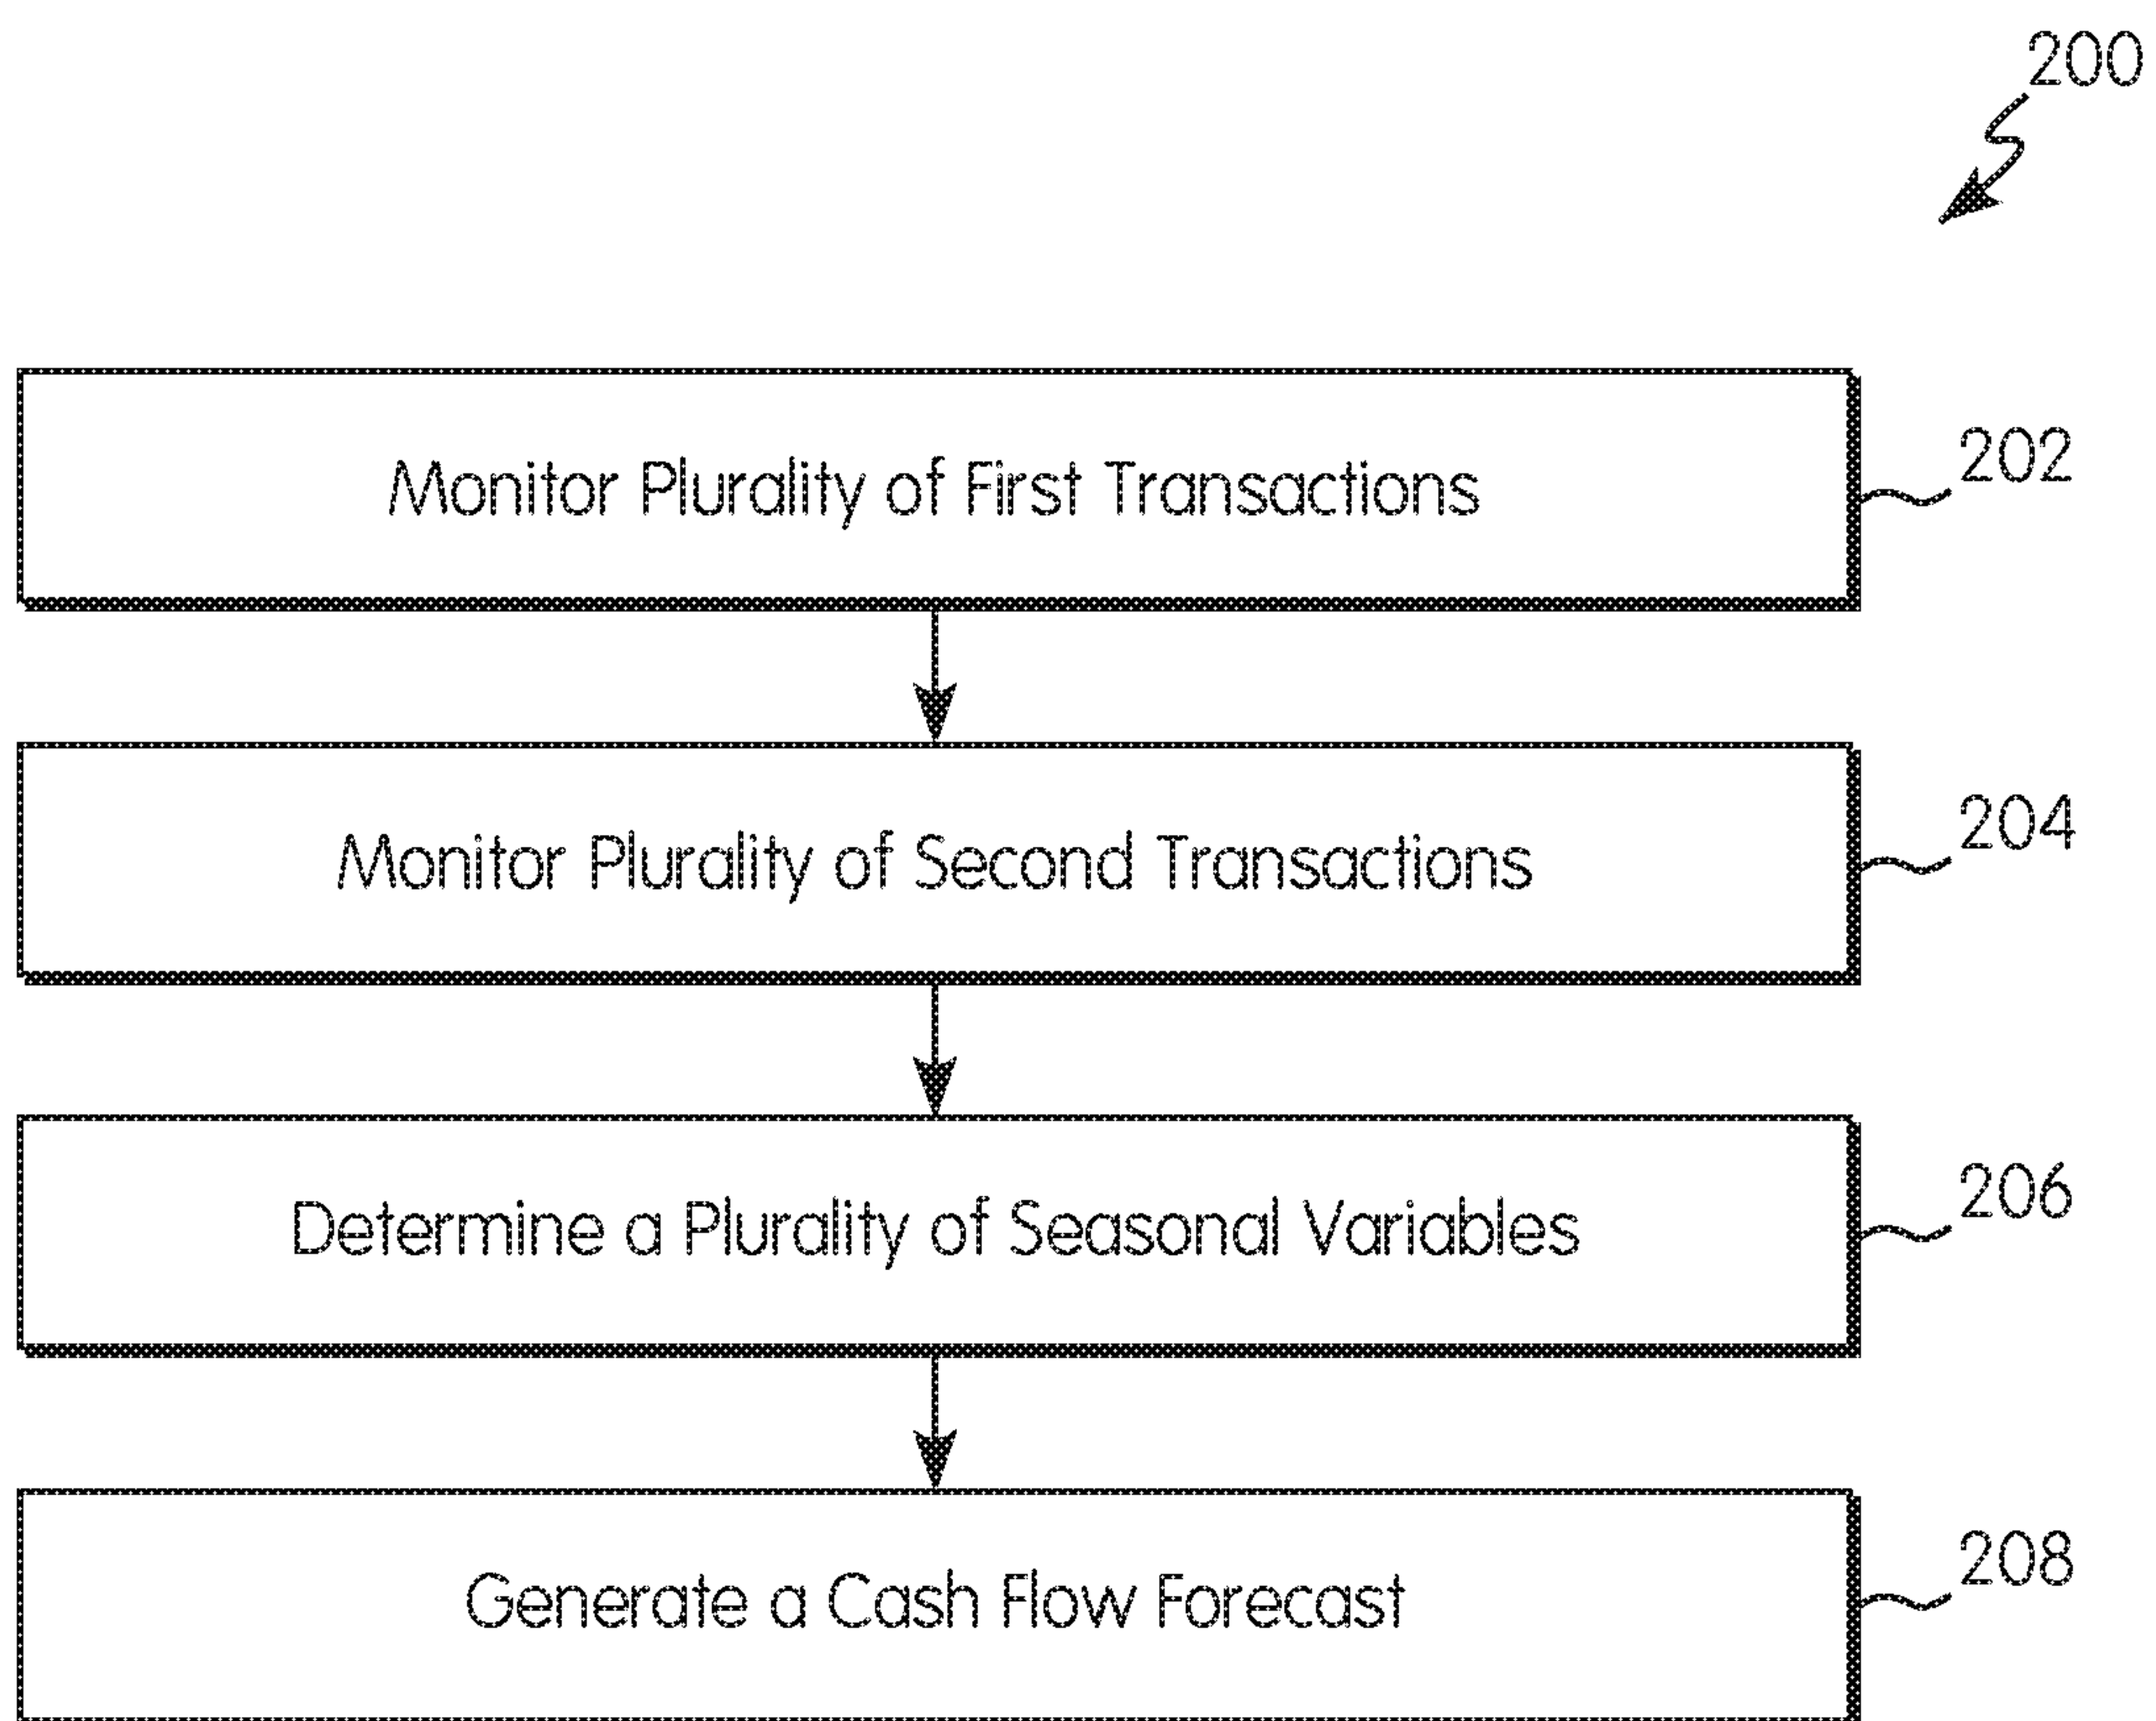 200
Monitor Plurality of First Transactions
202
Monitor Plurality of Second Transactions
204
Determine a Plurality of Seasonal Variables
206
Generate a Cash Flow Forecast
208